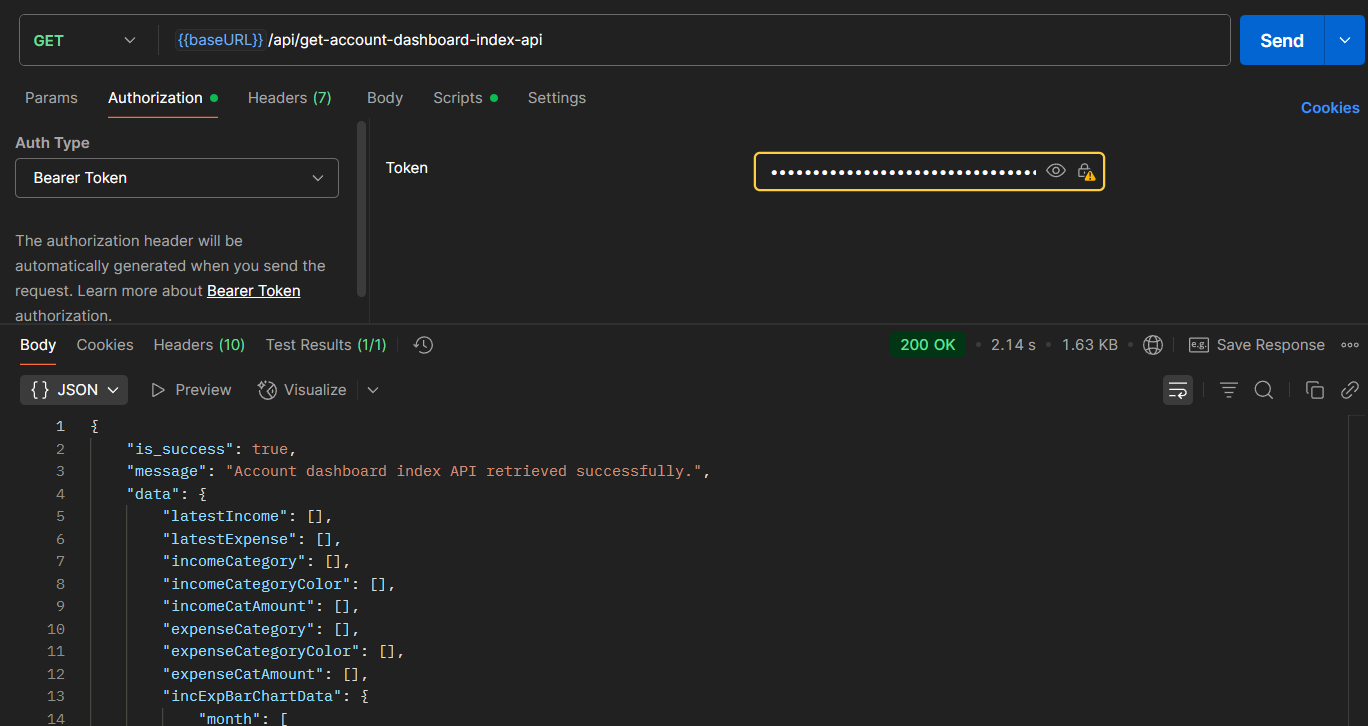 GET
{{baseURL}} /api/get-account-dashboard-index-api
Send
Params Authorization Headers (7) Body Scripts Settings
Cookies
Auth Type
Bearer Token
Token
The authorization header will be
automatically generated when you send the
request. Learn more about Bearer Token
authorization.
Body Cookies Headers (10) Test Results (1/1) 200 OK 2.14 s 1.63 KB e.g. Save Response
{} JSON Preview Visualize
1 {
2 "is_success": true,
3 "message": "Account dashboard index API retrieved successfully.",
4 "data": {
5 "latestIncome": [],
6 "latestExpense": [],
7 "incomeCategory": [],
8 "incomeCategoryColor": [],
9 "incomeCatAmount": [],
10 "expenseCategory": [],
11 "expenseCategoryColor": [],
12 "expenseCatAmount": [],
13 "incExpBarChartData": {
14 "month": [